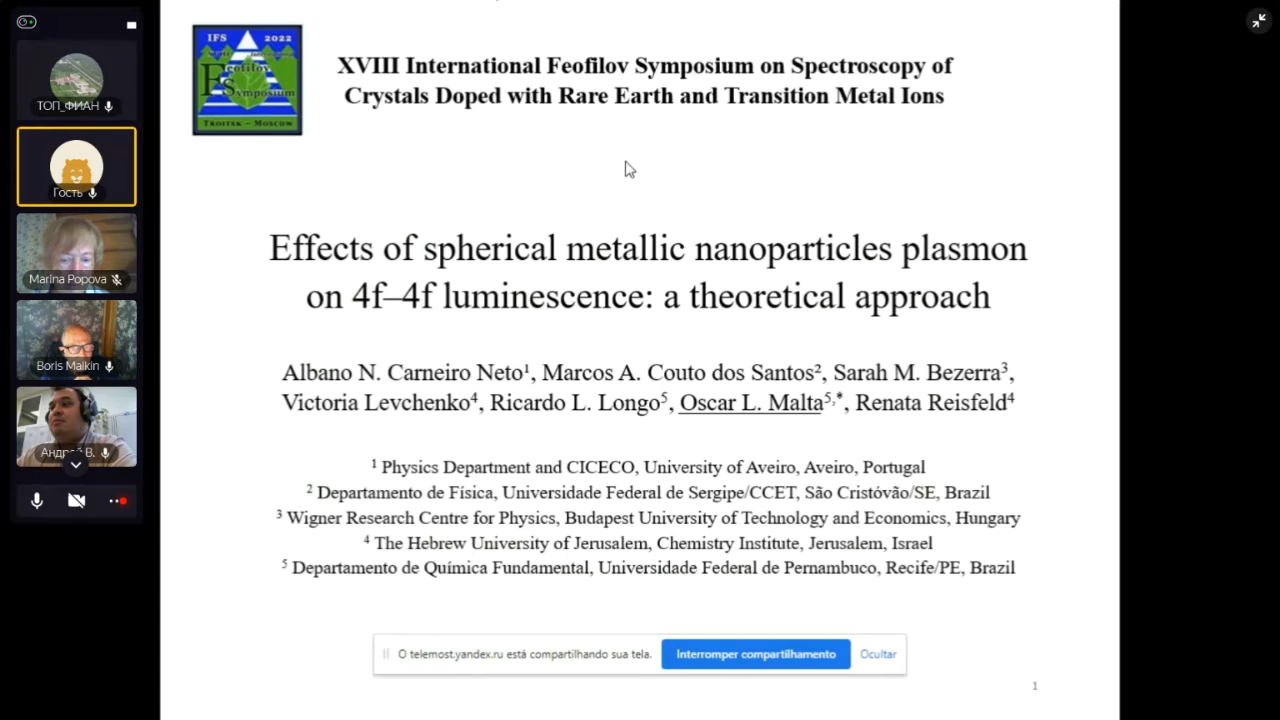 IFS 2022
Feofilov
Symposium
TROITSK – MOSCOW
XVIII International Feofilov Symposium on Spectroscopy of
Crystals Doped with Rare Earth and Transition Metal Ions
ТОП_ФИАН
Гость
Marina Popova
Boris Malkin
Андрей В.
Effects of spherical metallic nanoparticles plasmon
on 4f–4f luminescence: a theoretical approach
Albano N. Carneiro Neto¹, Marcos A. Couto dos Santos², Sarah M. Bezerra³,
Victoria Levchenko⁴, Ricardo L. Longo⁵, Oscar L. Malta⁵,*, Renata Reisfeld⁴
¹ Physics Department and CICECO, University of Aveiro, Aveiro, Portugal
² Departamento de Física, Universidade Federal de Sergipe/CCET, São Cristóvão/SE, Brazil
³ Wigner Research Centre for Physics, Budapest University of Technology and Economics, Hungary
⁴ The Hebrew University of Jerusalem, Chemistry Institute, Jerusalem, Israel
⁵ Departamento de Química Fundamental, Universidade Federal de Pernambuco, Recife/PE, Brazil
O telemost.yandex.ru está compartilhando sua tela. Interromper compartilhamento Ocultar
1